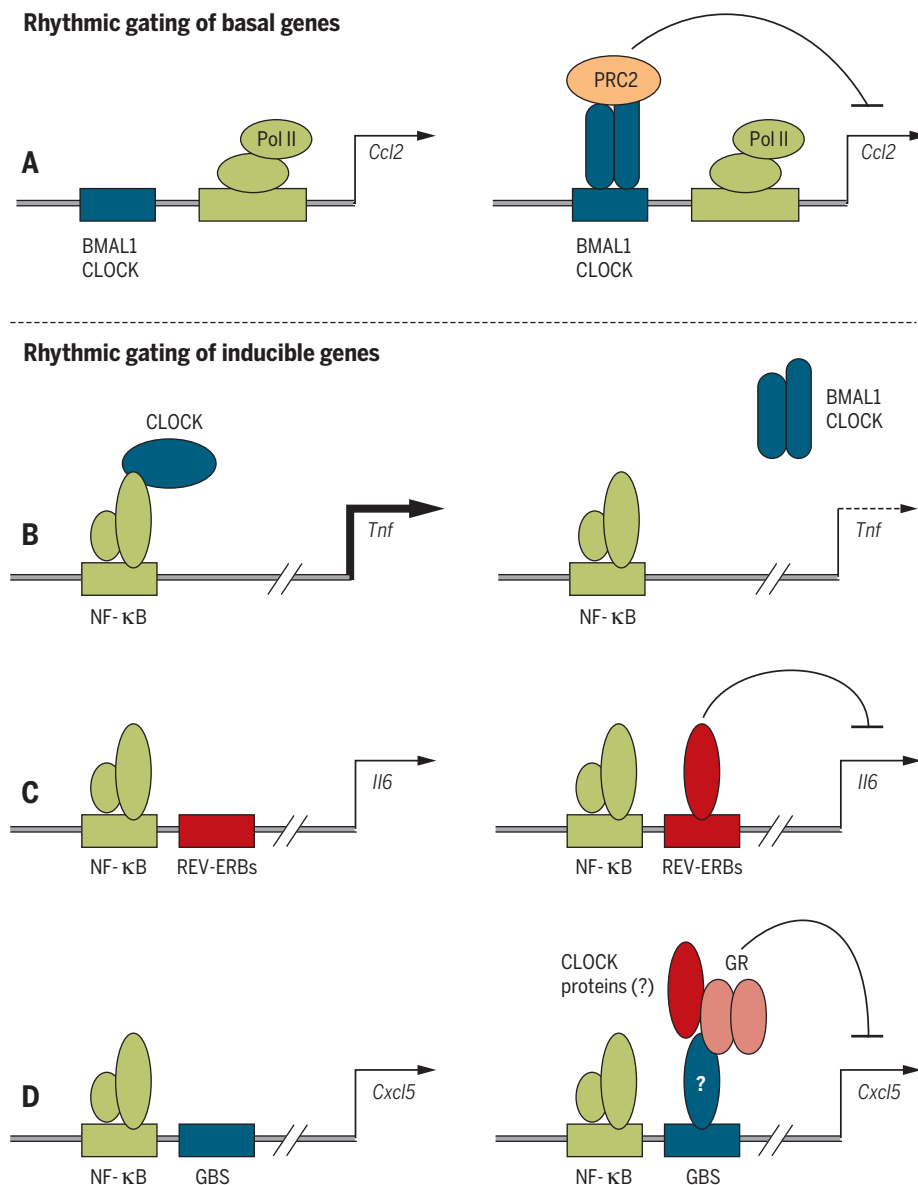 Rhythmic gating of basal genes
A
Pol II
Ccl2
BMAL1
CLOCK
PRC2
Pol II
Ccl2
BMAL1
CLOCK
Rhythmic gating of inducible genes
B
CLOCK
Tnf
NF-κB
BMAL1
CLOCK
Tnf
NF-κB
C
Il6
NF-κB
REV-ERBs
Il6
NF-κB
REV-ERBs
D
Cxcl5
NF-κB
GBS
CLOCK
proteins (?)
GR
?
Cxcl5
NF-κB
GBS